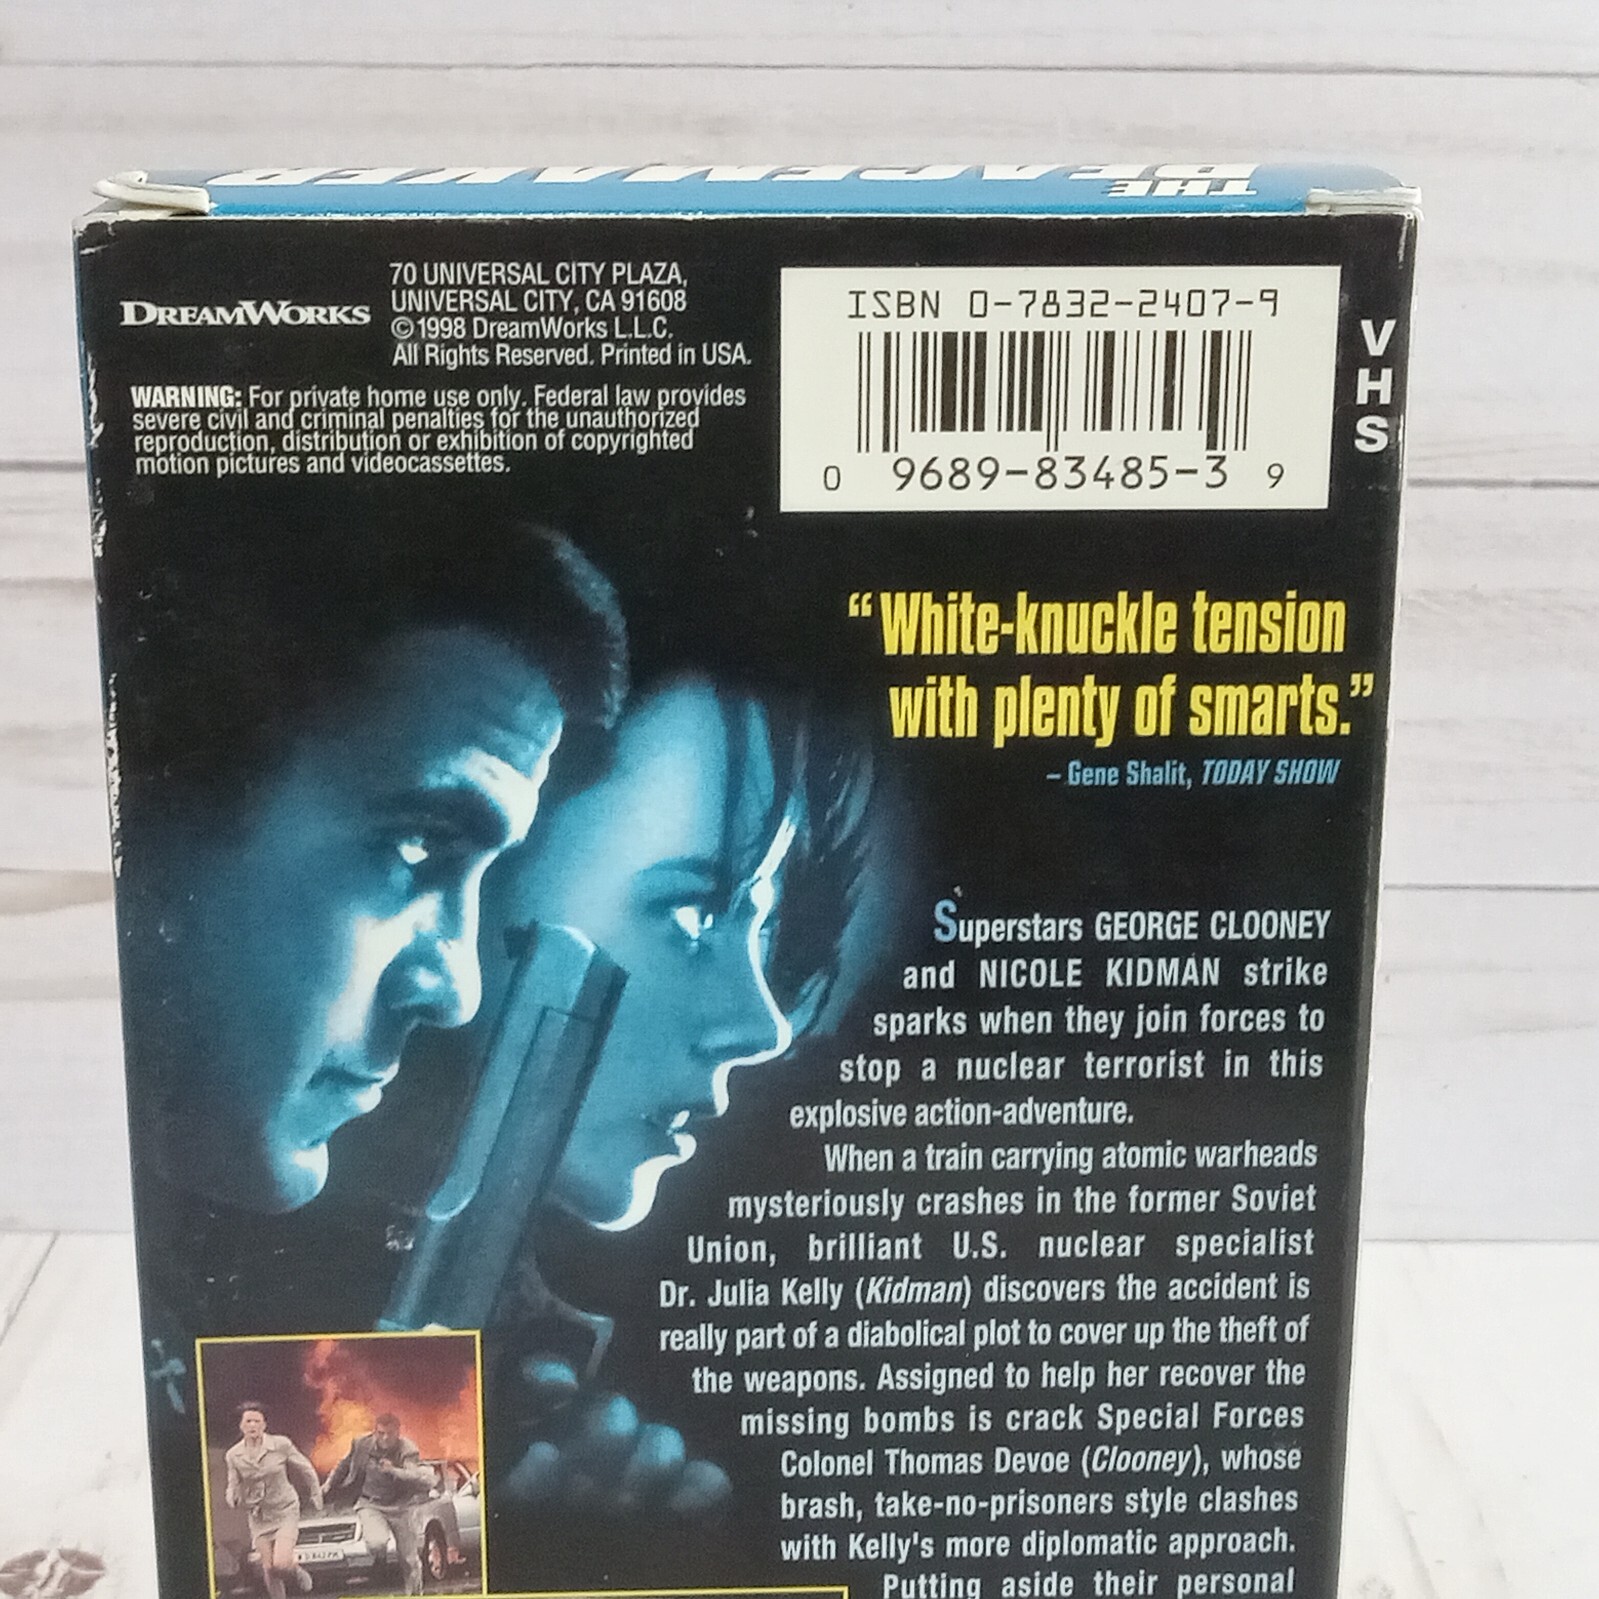 THE
PEACEMAKER
DREAMWORKS
70 UNIVERSAL CITY PLAZA,
UNIVERSAL CITY, CA 91608
©1998 DreamWorks L.L.C.
All Rights Reserved. Printed in USA.
WARNING: For private home use only. Federal law provides
severe civil and criminal penalties for the unauthorized
reproduction, distribution or exhibition of copyrighted
motion pictures and videocassettes.
ISBN 0-7832-2407-9
0 9689-83485-3 9
VHS
“White-knuckle tension
with plenty of smarts.”
– Gene Shalit, TODAY SHOW
Superstars GEORGE CLOONEY
and NICOLE KIDMAN strike
sparks when they join forces to
stop a nuclear terrorist in this
explosive action-adventure.
When a train carrying atomic warheads
mysteriously crashes in the former Soviet
Union, brilliant U.S. nuclear specialist
Dr. Julia Kelly (Kidman) discovers the accident is
really part of a diabolical plot to cover up the theft of
the weapons. Assigned to help her recover the
missing bombs is crack Special Forces
Colonel Thomas Devoe (Clooney), whose
brash, take-no-prisoners style clashes
with Kelly's more diplomatic approach.
Putting aside their personal